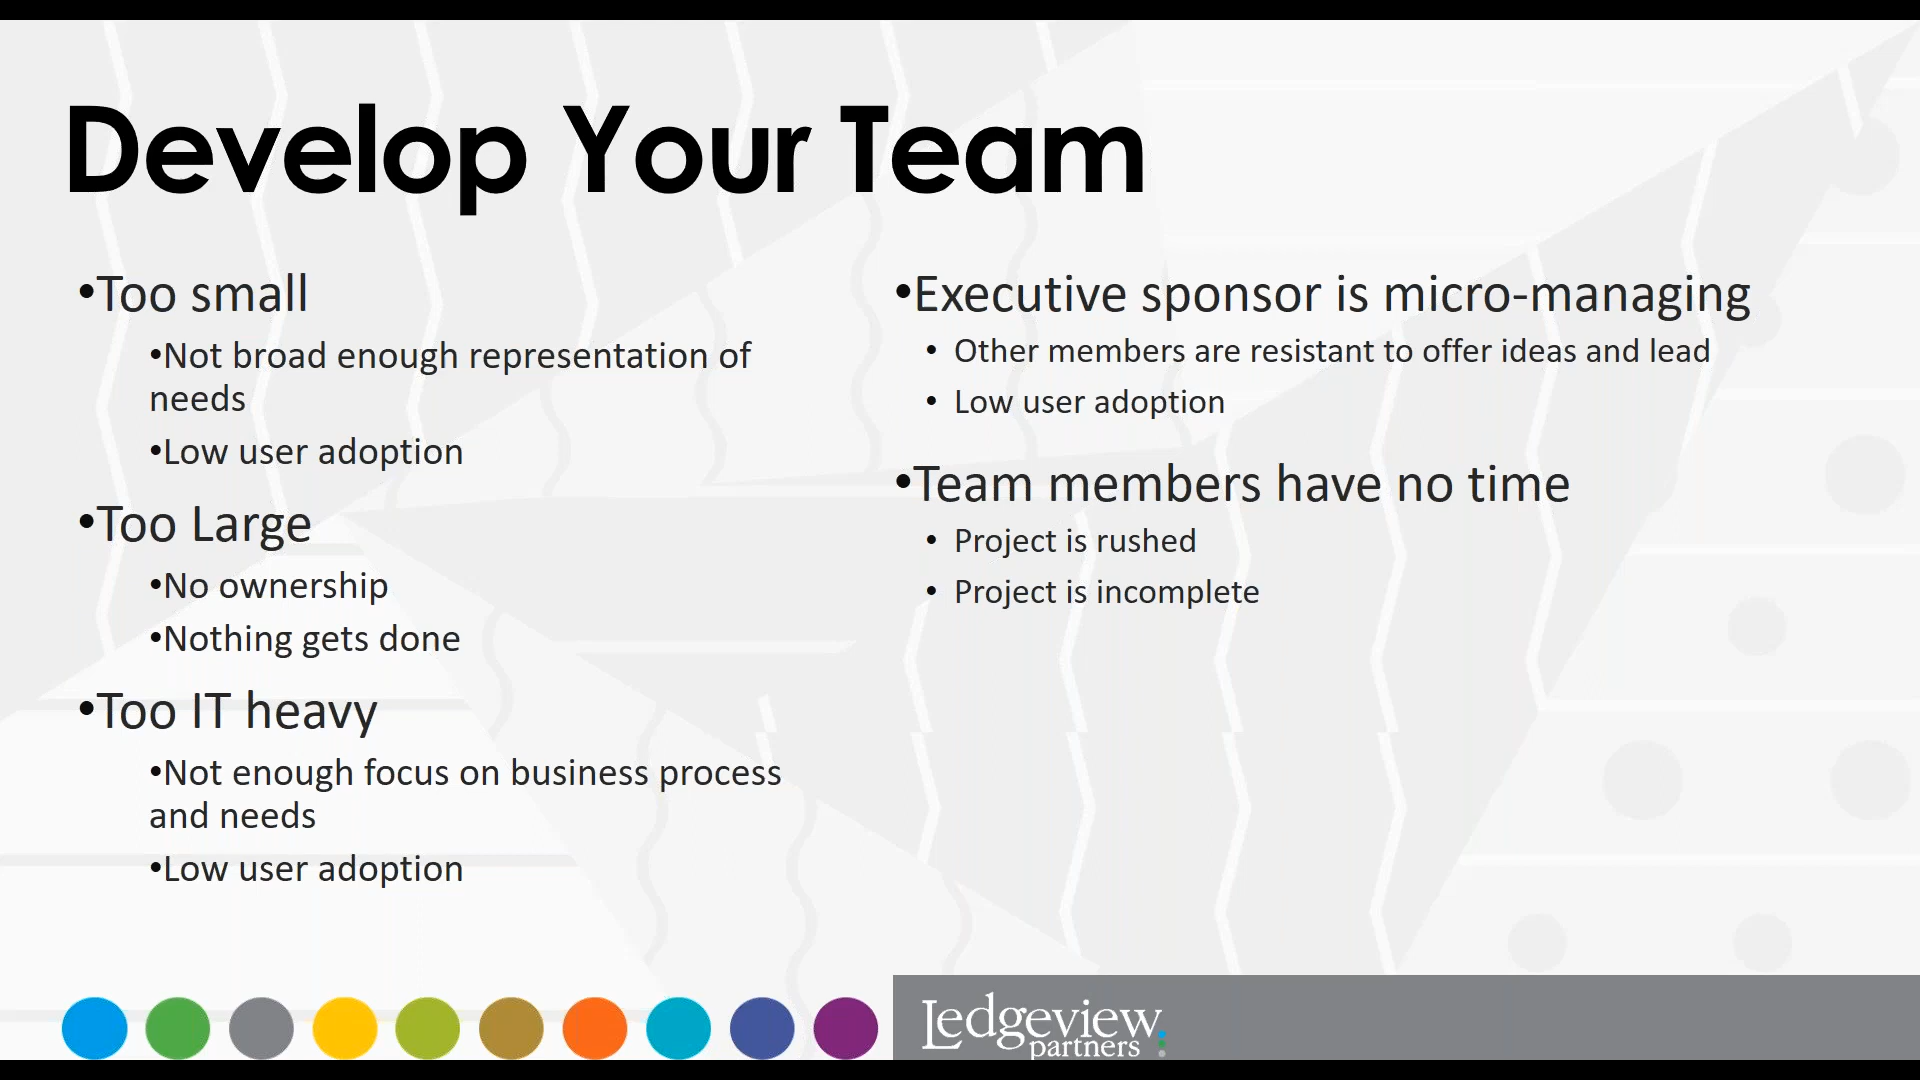 Develop Your Team
•Too small
•Not broad enough representation of
needs
•Low user adoption
•Too Large
•No ownership
•Nothing gets done
•Too IT heavy
•Not enough focus on business process
and needs
•Low user adoption
•Executive sponsor is micro-managing
• Other members are resistant to offer ideas and lead
• Low user adoption
•Team members have no time
• Project is rushed
• Project is incomplete
Ledgeview
partners